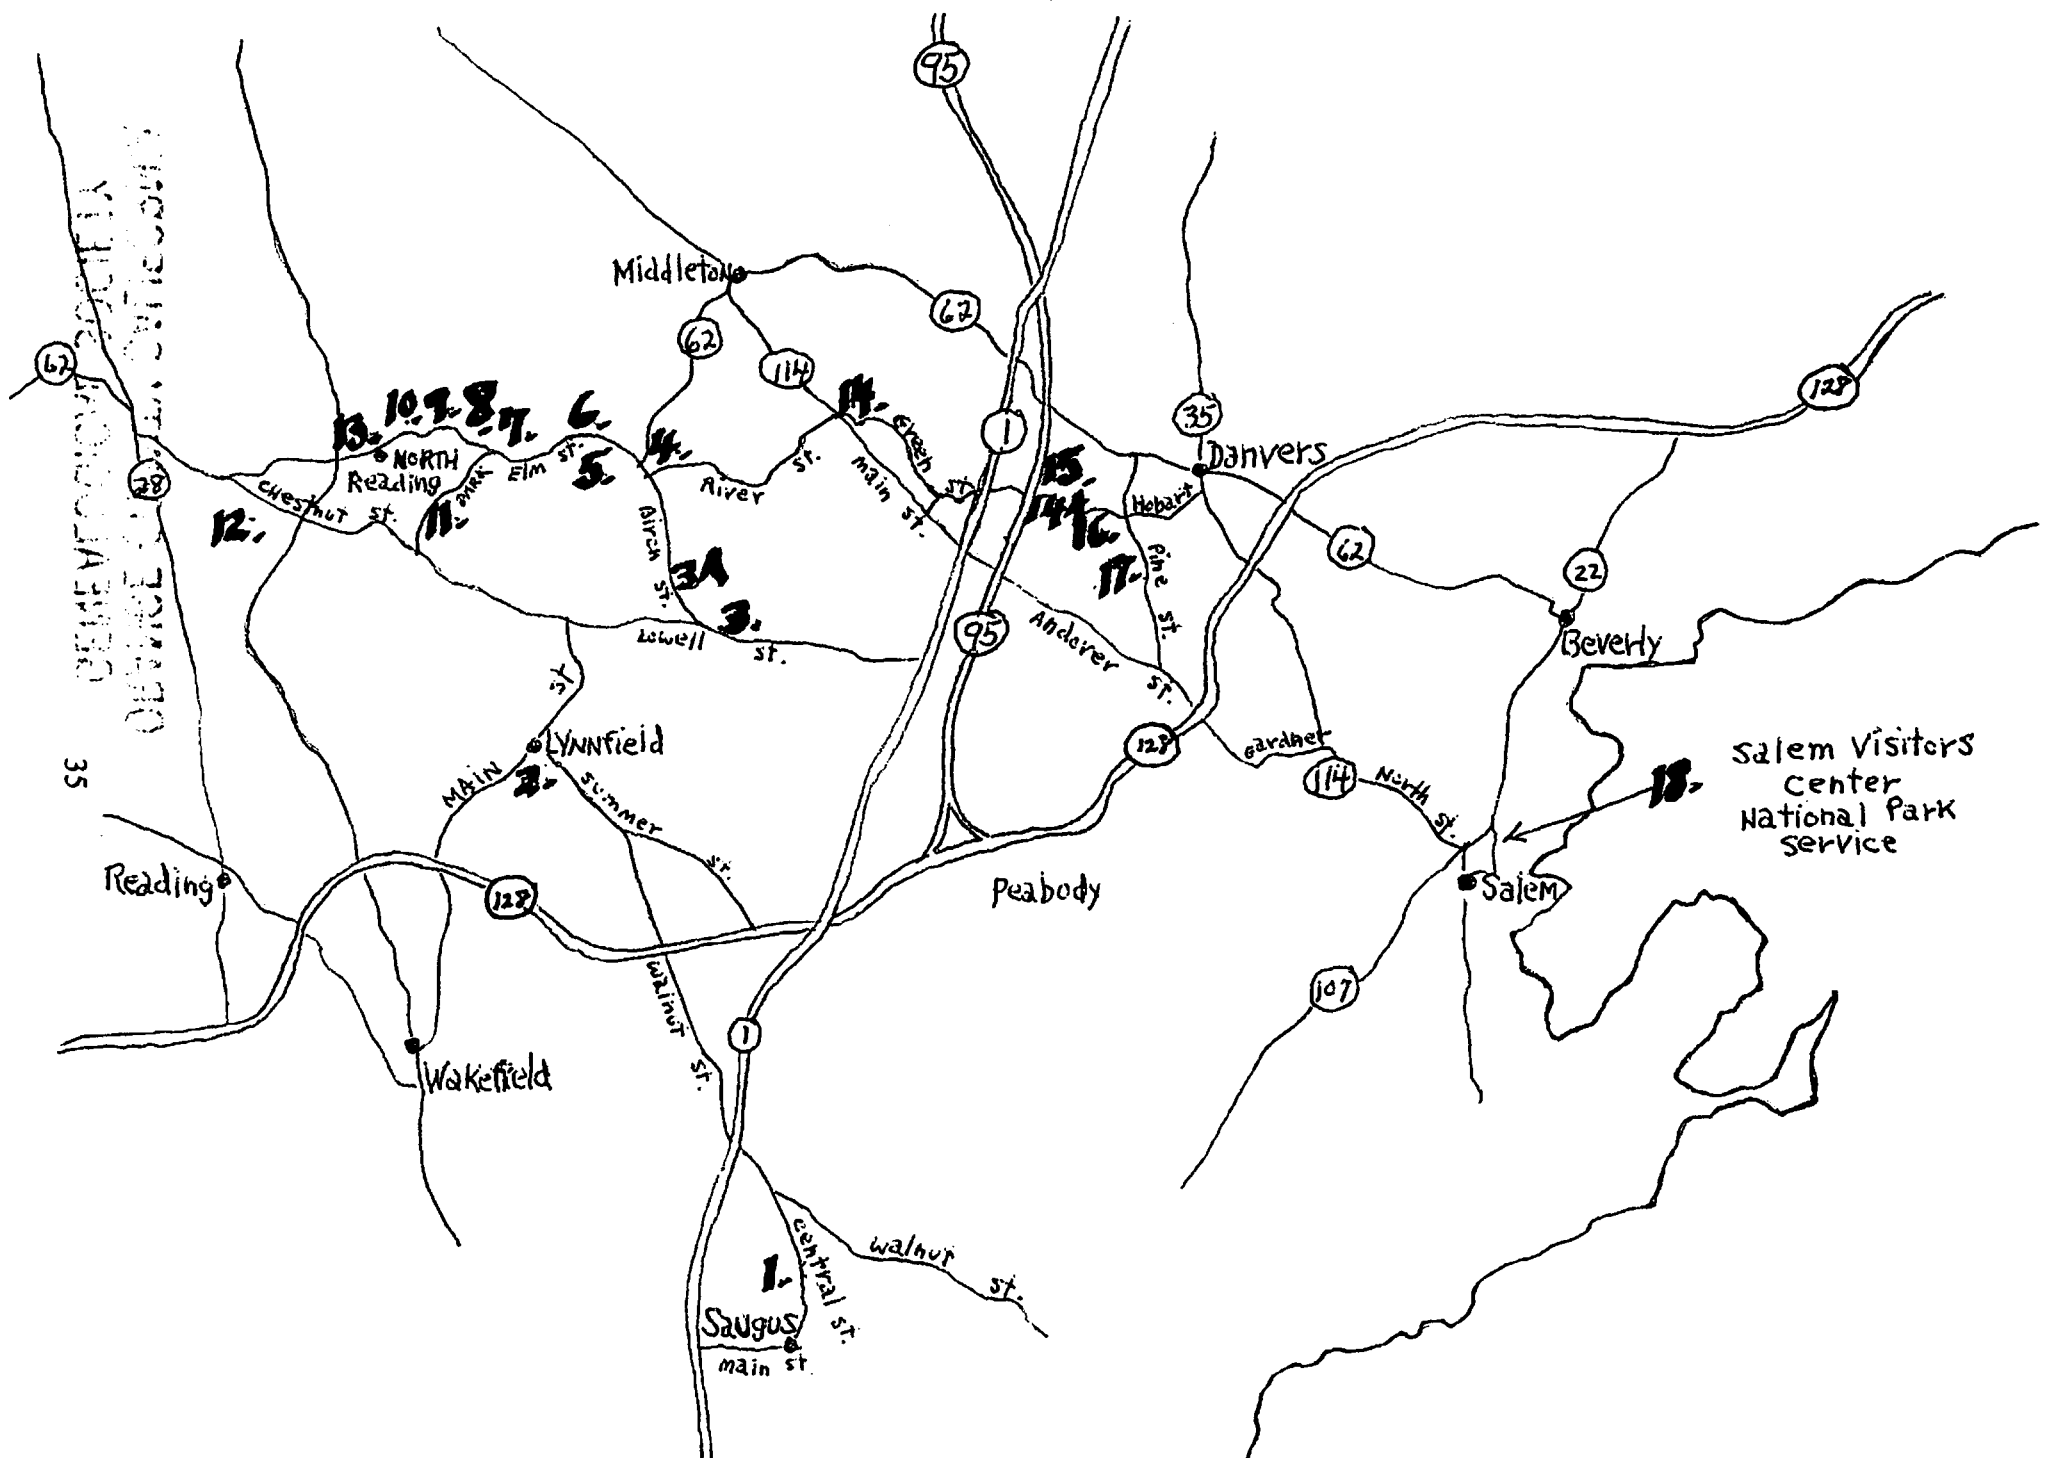 95
Middleton
62
62
62
114
10. 9. 8. 7.
6.
13.
14.
Green
St.
1
35
128
NORTH
Reading
PARK
Elm St.
5.
4.
River St.
Main St.
15.
Danvers
28
Chestnut St.
12.
11.
Birch St.
14A
Hobart
16.
17.
Pine St.
62
22
3A
3.
Lowell St.
95
Andover St.
Beverly
St.
LYNNfield
MAIN
2.
Summer St.
128
Gardner
114
North St.
18.
Salem Visitors
Center
National Park
Service
35
Reading
128
Peabody
Salem
Walnut St.
107
1
Wakefield
Central St.
Walnut St.
1.
Saugus
Main St.